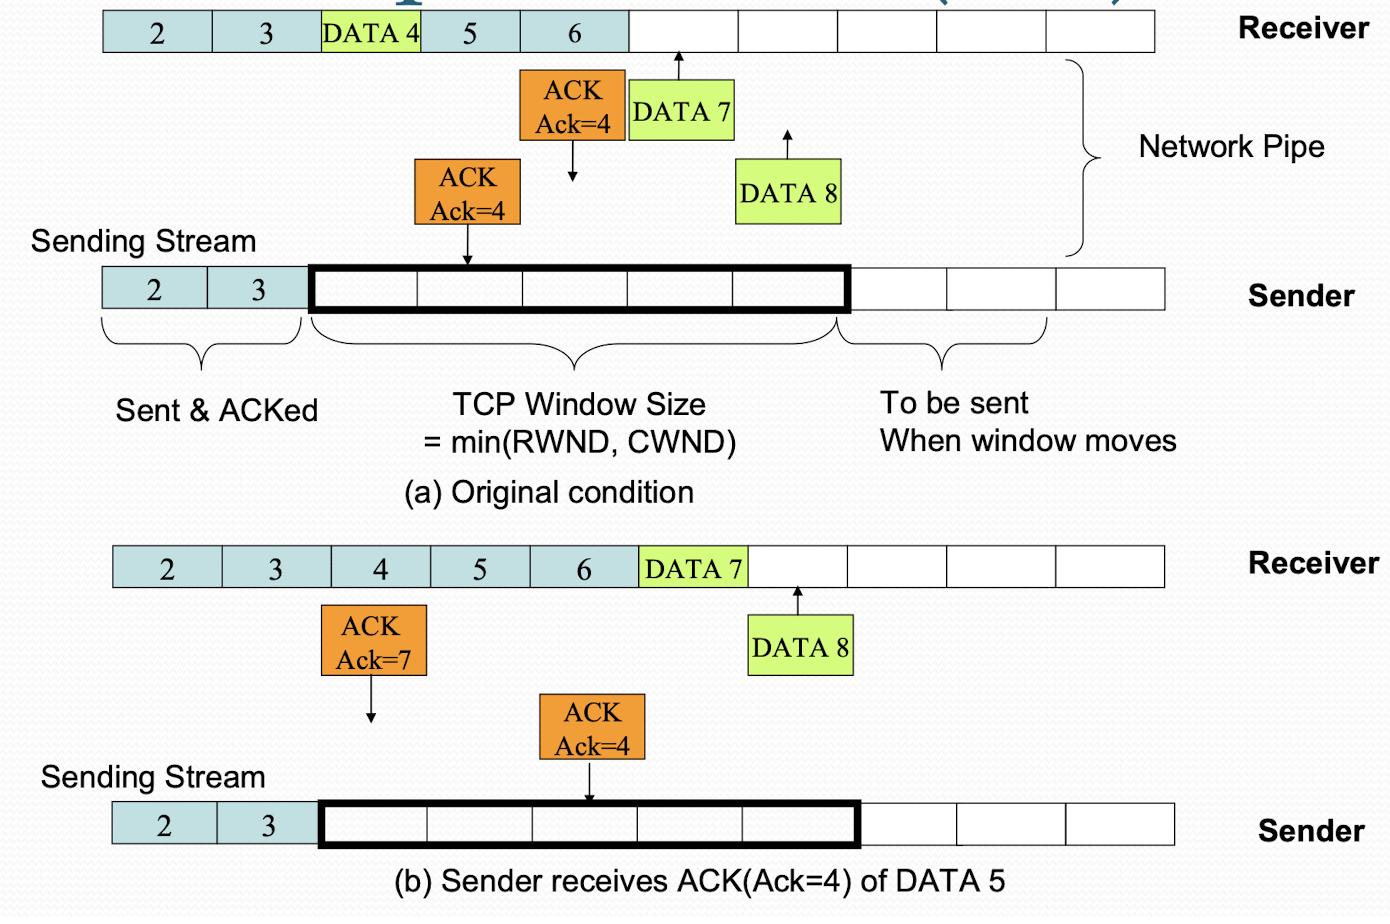 2 3 DATA 4 5 6
Receiver
ACK
Ack=4
DATA 7
Network Pipe
ACK
Ack=4
DATA 8
Sending Stream
2 3
Sender
Sent & ACKed
TCP Window Size
= min(RWND, CWND)
To be sent
When window moves
(a) Original condition
2 3 4 5 6 DATA 7
Receiver
ACK
Ack=7
DATA 8
ACK
Ack=4
Sending Stream
2 3
Sender
(b) Sender receives ACK(Ack=4) of DATA 5